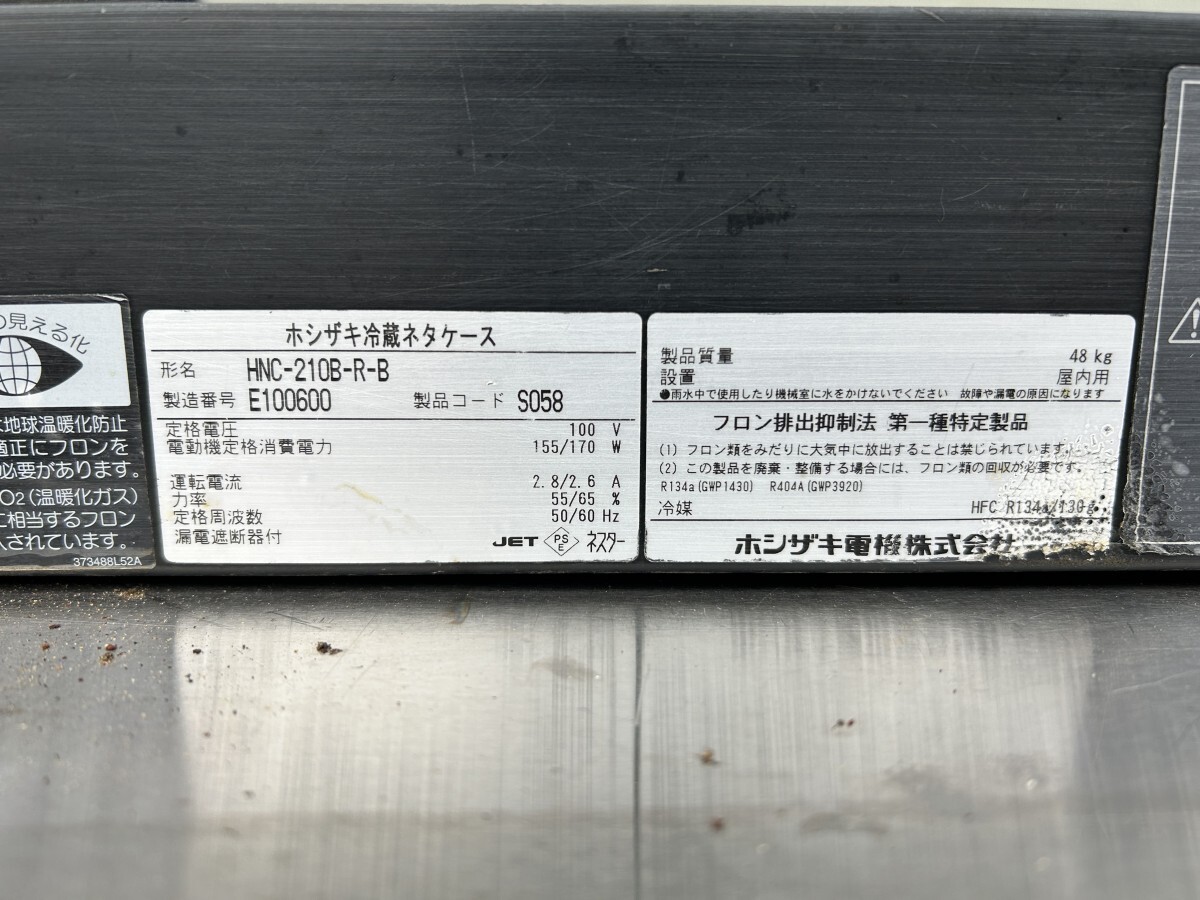 の見える化
地球温暖化防止
適正にフロンを
必要があります。
O2(温暖化ガス)
に相当するフロン
入されています。
373488L52A
ホシザキ冷蔵ネタケース
形名 HNC-210B-R-B
製造番号 E100600 製品コード S058
定格電圧 100 V
電動機定格消費電力 155/170 W
運転電流 2.8/2.6 A
力率 55/65 %
定格周波数 50/60 Hz
漏電遮断器付 JET PS E ネスター
製品質量 48 kg
設置 屋内用
●雨水中で使用したり機械室に水をかけないでください 故障や漏電の原因になります
フロン排出抑制法 第一種特定製品
(1) フロン類をみだりに大気中に放出することは禁じられています。
(2) この製品を廃棄・整備する場合には、フロン類の回収が必要です。
R134a(GWP1430) R404A(GWP3920)
冷媒 HFC R134a/130g
ホシザキ電機株式会社